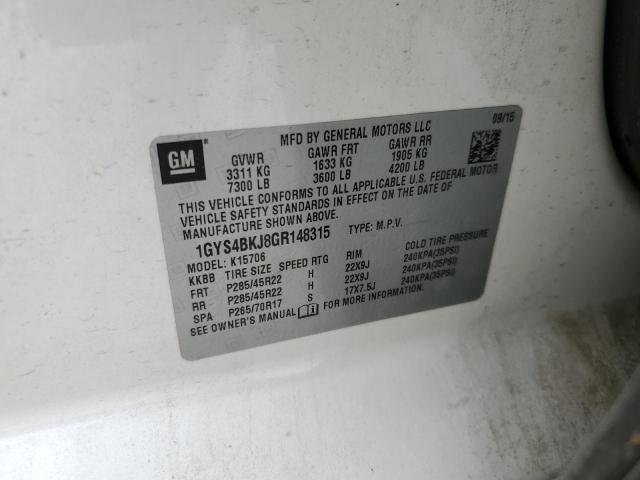 GM
MFD BY GENERAL MOTORS LLC 09/15
GVWR GAWR FRT GAWR RR
3311 KG 1633 KG 1905 KG
7300 LB 3600 LB 4200 LB
THIS VEHICLE CONFORMS TO ALL APPLICABLE U.S. FEDERAL MOTOR
VEHICLE SAFETY STANDARDS IN EFFECT ON THE DATE OF
MANUFACTURE SHOWN ABOVE.
1GYS4BKJ8GR148315 TYPE: M.P.V.
MODEL: K15706
KKBB TIRE SIZE SPEED RTG RIM COLD TIRE PRESSURE
FRT P285/45R22 H 22X9J 240KPA(35PSI)
RR P285/45R22 H 22X9J 240KPA(35PSI)
SPA P265/70R17 S 17X7.5J 240KPA(35PSI)
SEE OWNER'S MANUAL FOR MORE INFORMATION